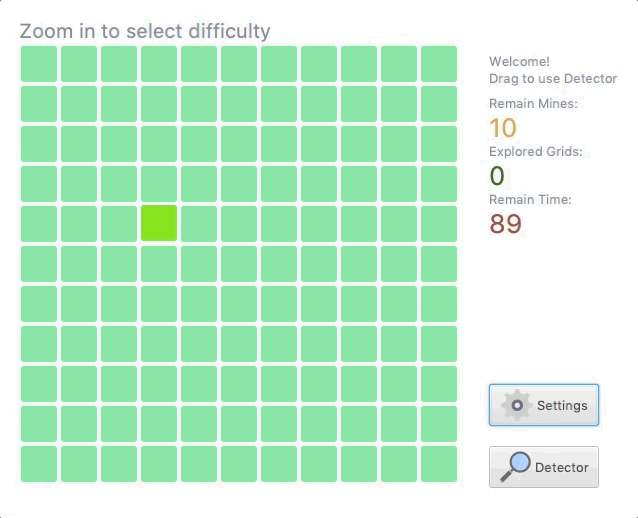 Zoom in to select difficulty
Welcome!
Drag to use Detector
Remain Mines:
10
Explored Grids:
0
Remain Time:
89
Settings
Detector